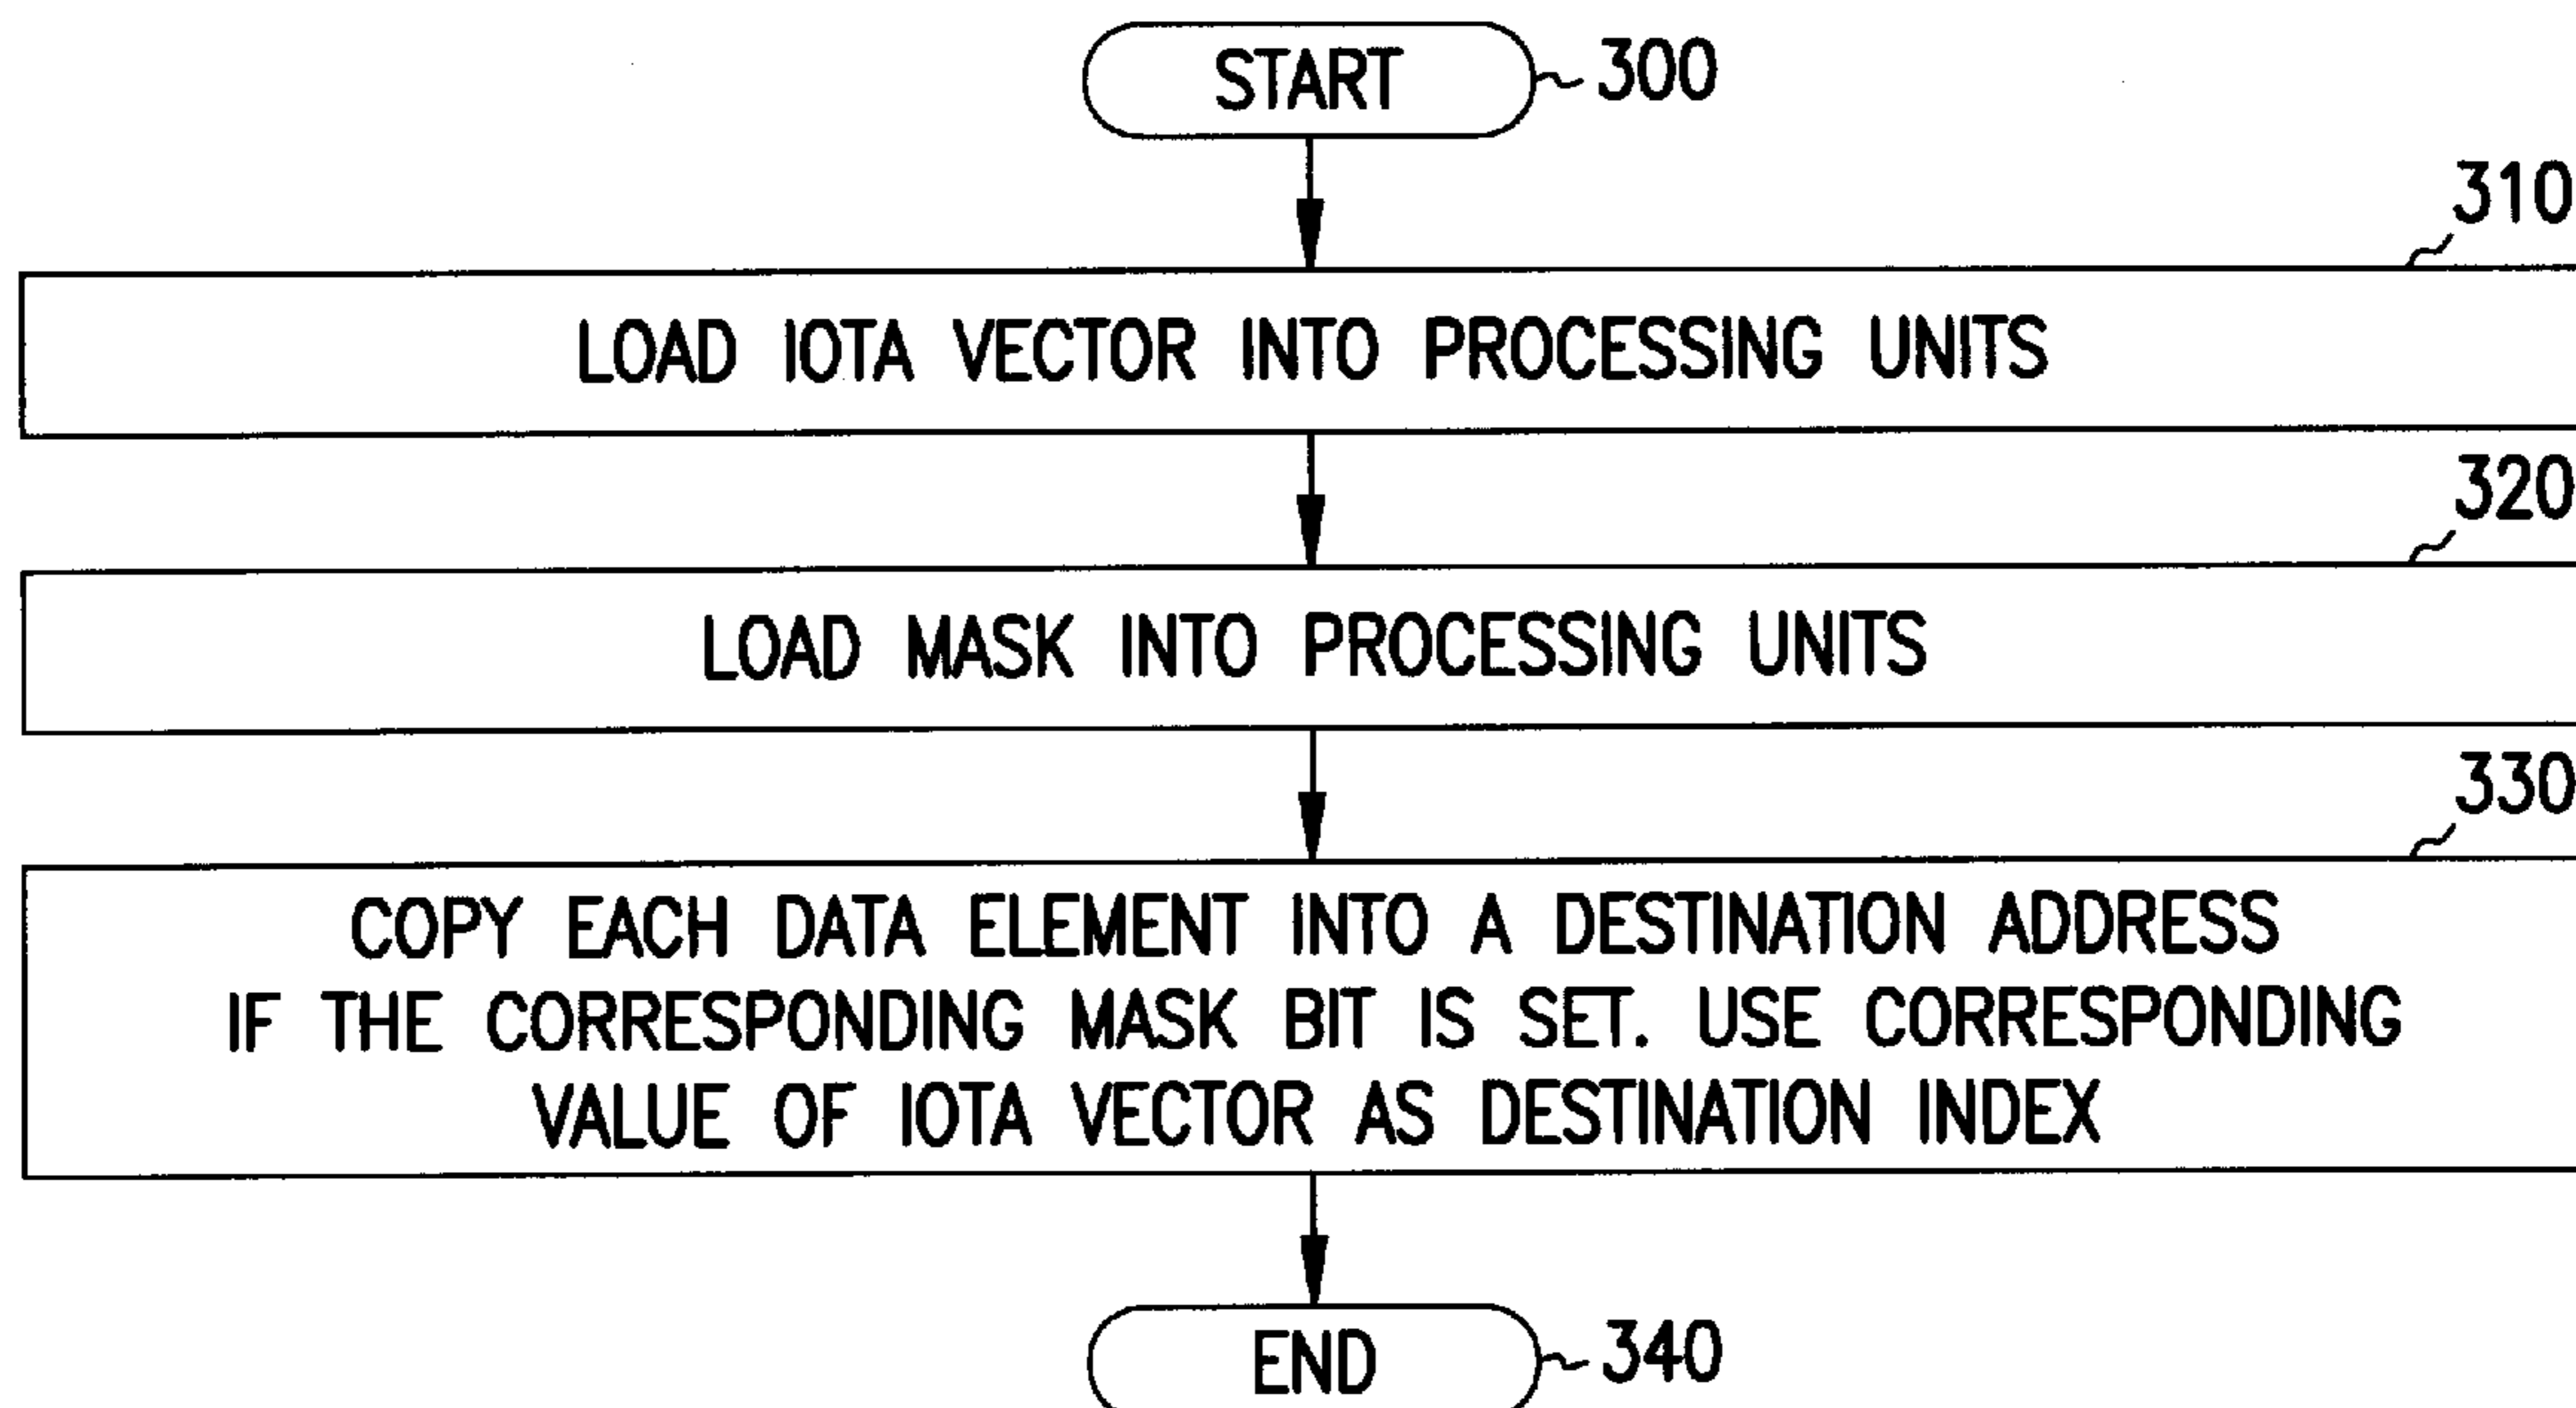 START
300
310
LOAD IOTA VECTOR INTO PROCESSING UNITS
320
LOAD MASK INTO PROCESSING UNITS
330
COPY EACH DATA ELEMENT INTO A DESTINATION ADDRESS
IF THE CORRESPONDING MASK BIT IS SET. USE CORRESPONDING
VALUE OF IOTA VECTOR AS DESTINATION INDEX
END
340